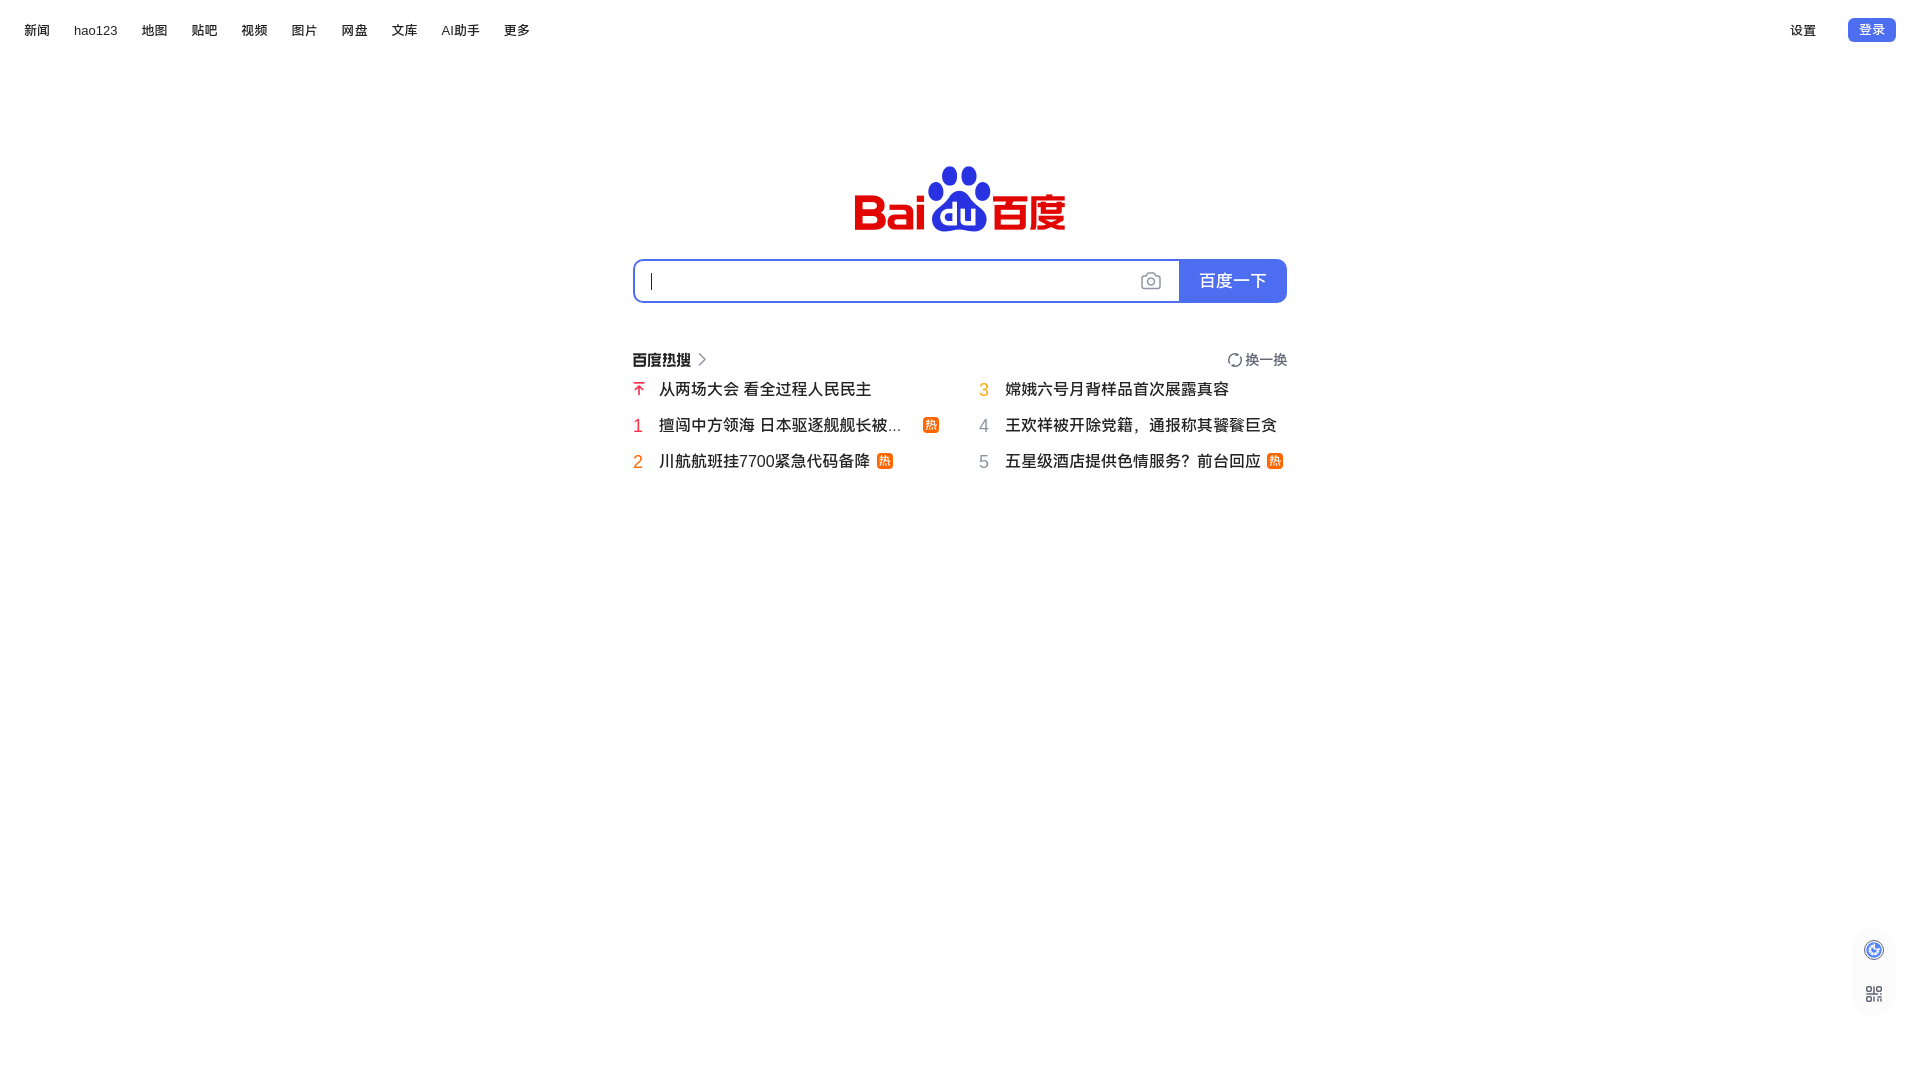 新闻 hao123 地图 贴吧 视频 图片 网盘 文库 AI助手 更多 设置 登录
Bai du 百度
百度一下
百度热搜 换一换
从两场大会 看全过程人民民主
1 擅闯中方领海 日本驱逐舰舰长被... 热
2 川航航班挂7700紧急代码备降 热
3 嫦娥六号月背样品首次展露真容
4 王欢祥被开除党籍，通报称其饕餮巨贪
5 五星级酒店提供色情服务？前台回应 热